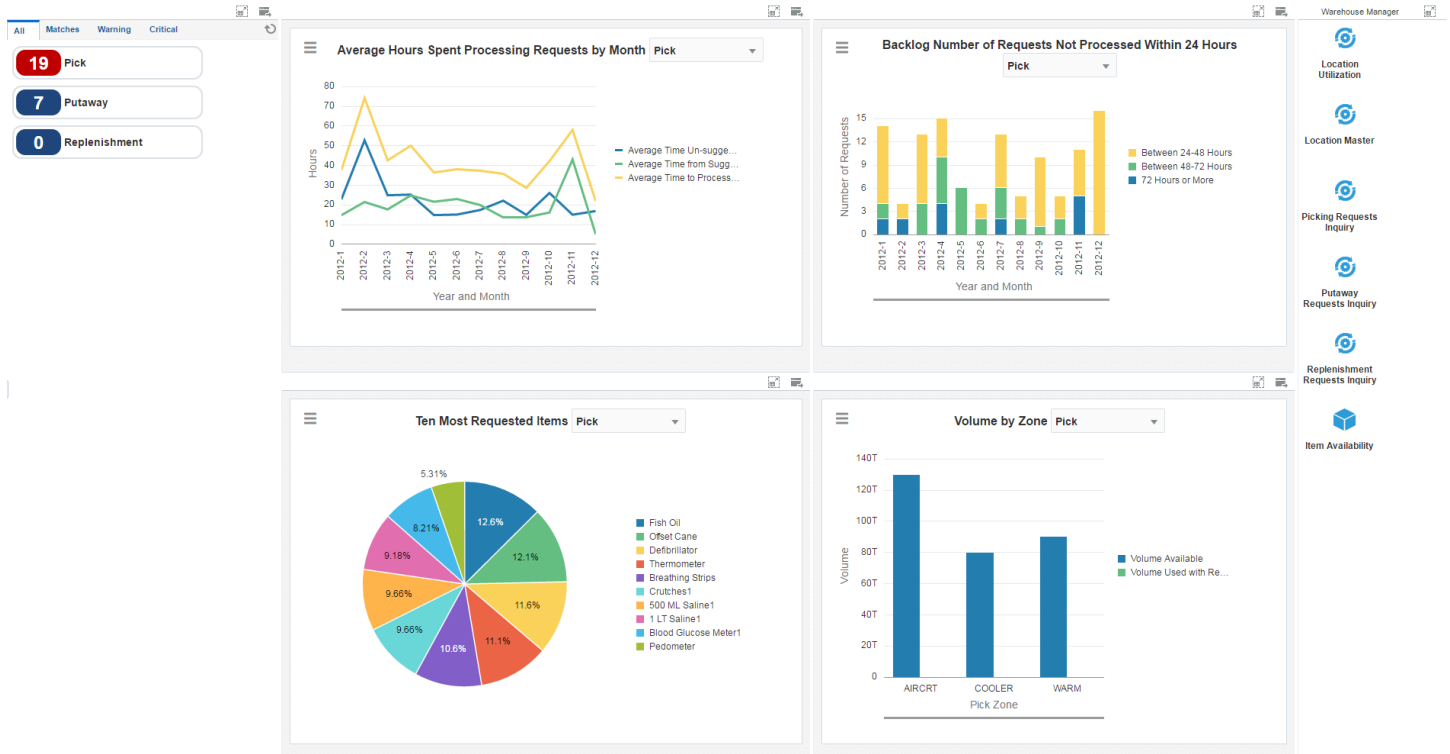 All
Matches
Warning
Critical
19 Pick
7 Putaway
0 Replenishment
Average Hours Spent Processing Requests by Month Pick
80
70
60
50
40
30
20
10
0
Hours
2012-1
2012-2
2012-3
2012-4
2012-5
2012-6
2012-7
2012-8
2012-9
2012-10
2012-11
2012-12
Year and Month
Average Time Un-sugge...
Average Time from Sugg...
Average Time to Process...
Backlog Number of Requests Not Processed Within 24 Hours
Pick
15
12
9
6
3
0
Number of Requests
2012-1
2012-2
2012-3
2012-4
2012-5
2012-6
2012-7
2012-8
2012-9
2012-10
2012-11
2012-12
Year and Month
Between 24-48 Hours
Between 48-72 Hours
72 Hours or More
Ten Most Requested Items Pick
5.31%
12.6%
12.1%
11.6%
11.1%
10.6%
9.66%
9.66%
9.18%
8.21%
Fish Oil
Offset Cane
Defibrillator
Thermometer
Breathing Strips
Crutches1
500 ML Saline1
1 LT Saline1
Blood Glucose Meter1
Pedometer
Volume by Zone Pick
140T
120T
100T
80T
60T
40T
20T
0
Volume
AIRCRT
COOLER
WARM
Pick Zone
Volume Available
Volume Used with Re...
Warehouse Manager
Location
Utilization
Location Master
Picking Requests
Inquiry
Putaway
Requests Inquiry
Replenishment
Requests Inquiry
Item Availability